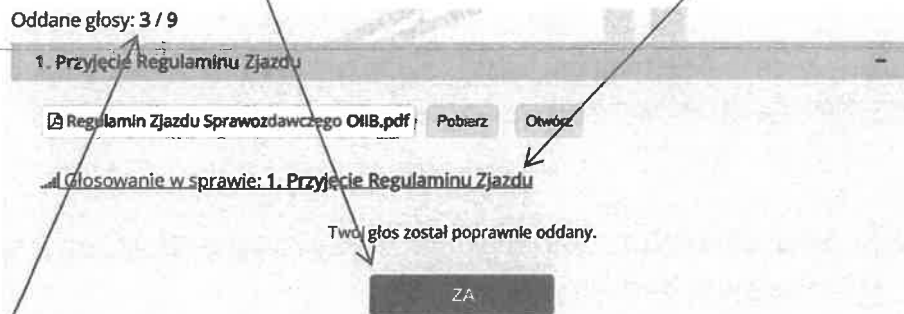 Oddane głosy: 3 / 9
1. Przyjęcie Regulaminu Zjazdu
Regulamin Zjazdu Sprawozdawczego OIIB.pdf Pobierz Otwórz
Głosowanie w sprawie: 1. Przyjęcie Regulaminu Zjazdu
Twój głos został poprawnie oddany.
ZA